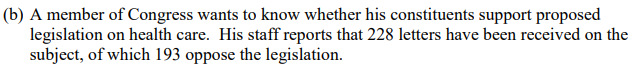 (b) A member of Congress wants to know whether his constituents support proposed
legislation on health care.  His staff reports that 228 letters have been received on the
subject, of which 193 oppose the legislation.